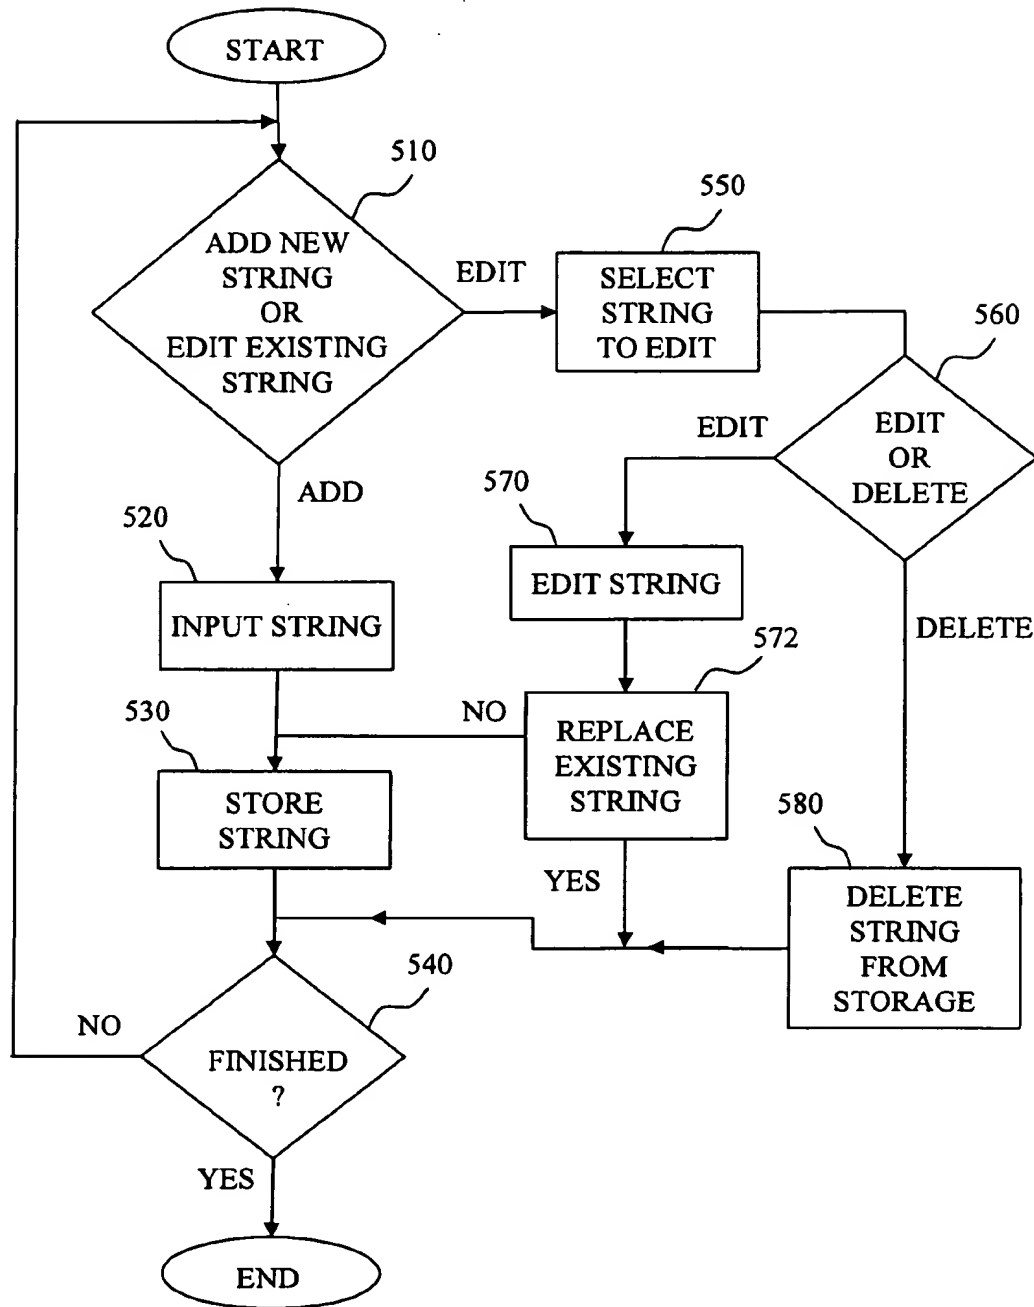 START
510
ADD NEW
STRING
OR
EDIT EXISTING
STRING
EDIT
550
SELECT
STRING
TO EDIT
560
EDIT
OR
DELETE
EDIT
ADD
570
EDIT STRING
520
INPUT STRING
DELETE
572
REPLACE
EXISTING
STRING
NO
530
STORE
STRING
YES
580
DELETE
STRING
FROM
STORAGE
540
FINISHED
?
NO
YES
END